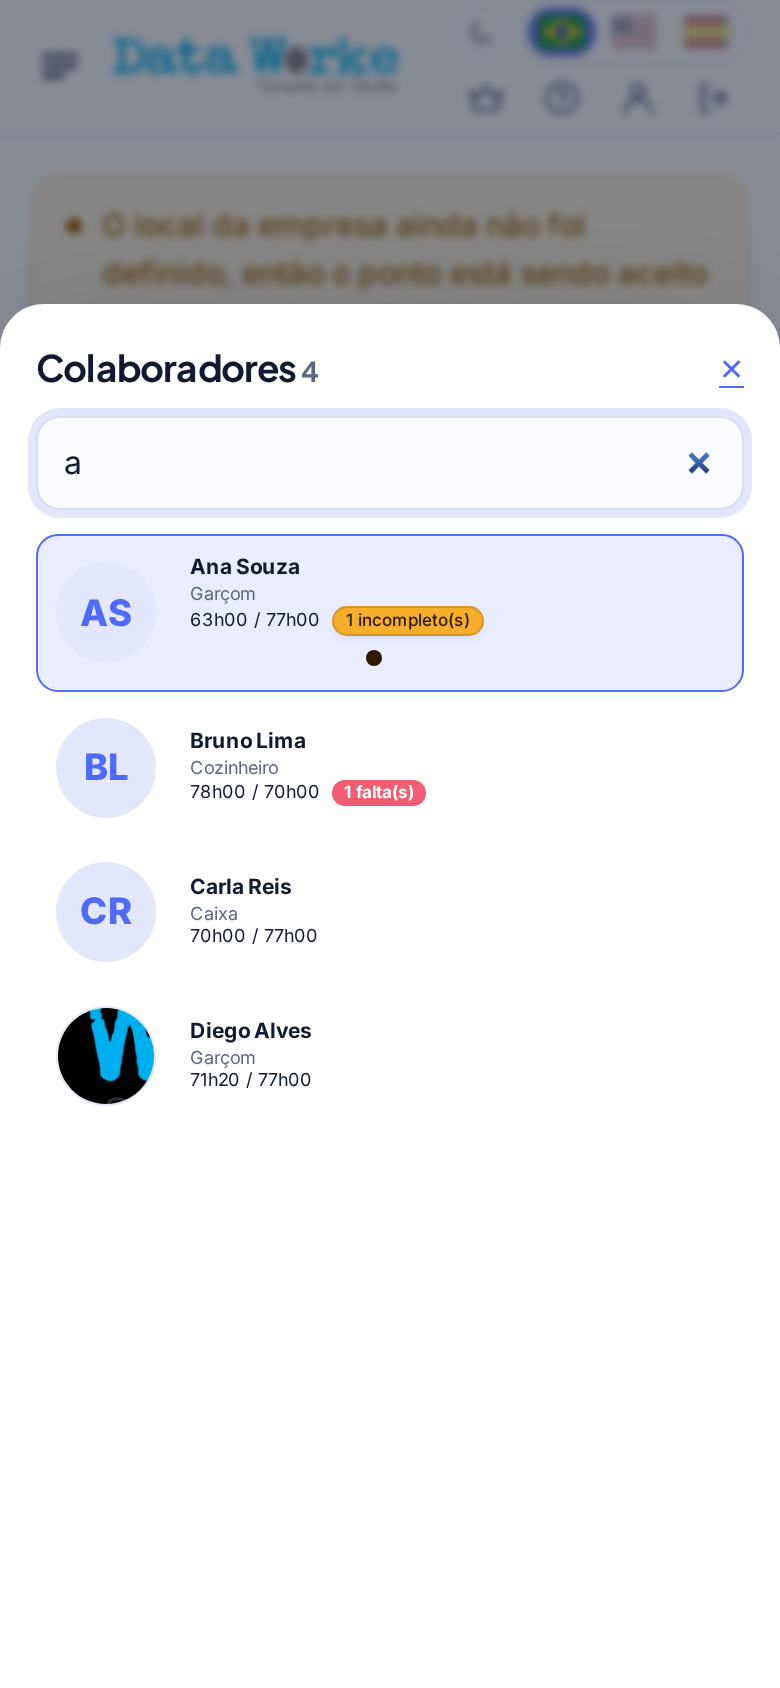 Data Worke
O local da empresa ainda não foi
definido, então o ponto está sendo aceito
Colaboradores 4
a
AS
Ana Souza
Garçom
63h00 / 77h00 1 incompleto(s)
BL
Bruno Lima
Cozinheiro
78h00 / 70h00 1 falta(s)
CR
Carla Reis
Caixa
70h00 / 77h00
Diego Alves
Garçom
71h20 / 77h00